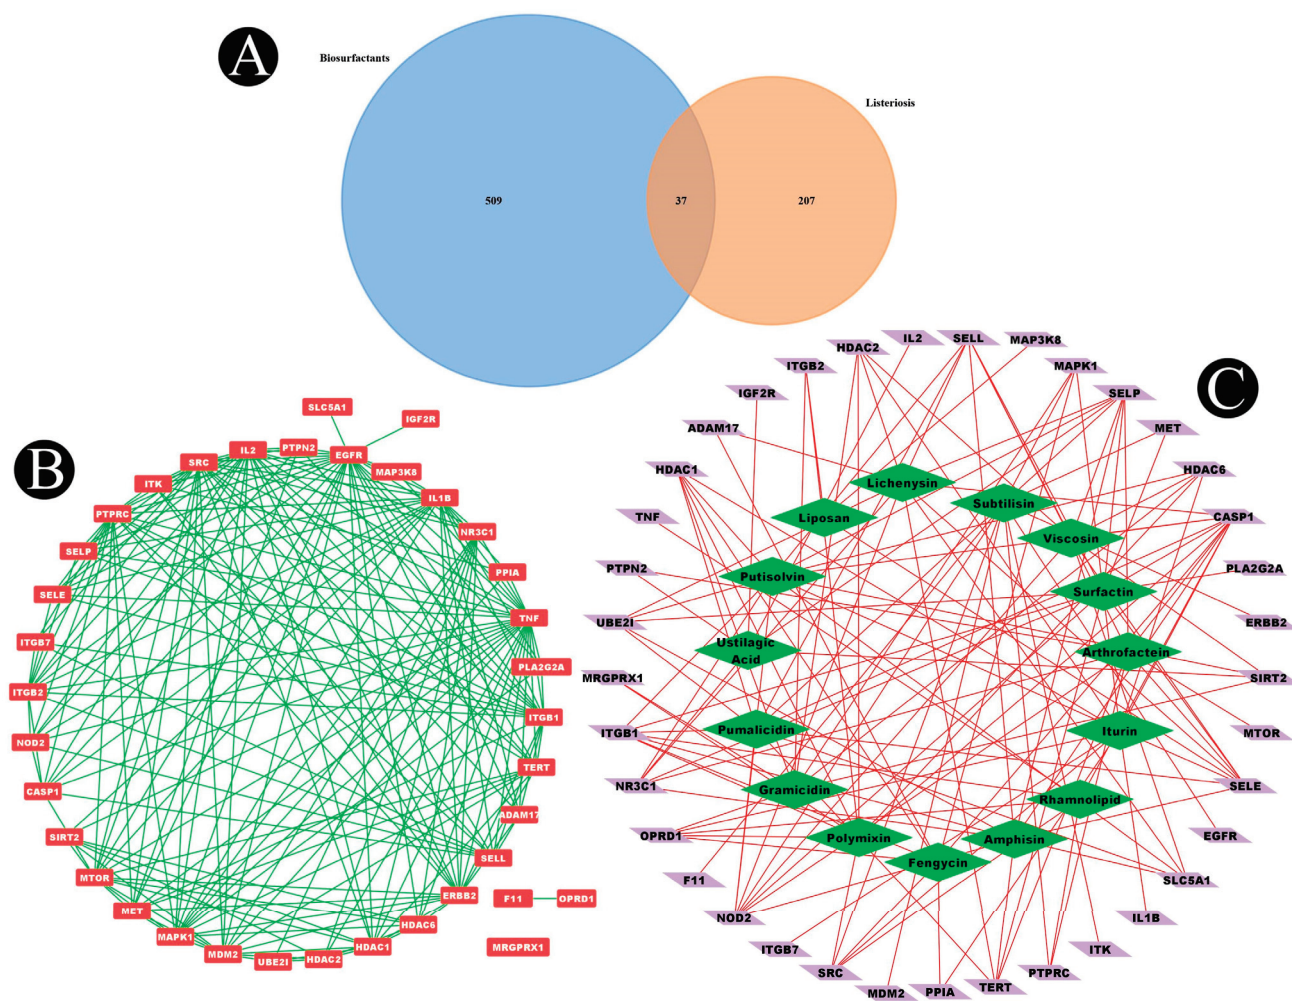 A
Biosurfactants
Listeriosis
509
37
207
B
SLC5A1
IGF2R
PTPN2
EGFR
IL2
MAP3K8
SRC
IL1B
ITK
NR3C1
PTPRC
PPIA
SELP
TNF
SELE
PLA2G2A
ITGB7
ITGB1
ITGB2
TERT
NOD2
ADAM17
CASP1
SELL
SIRT2
ERBB2
MTOR
HDAC6
MET
HDAC1
MAPK1
HDAC2
MDM2
UBE2I
F11
OPRD1
MRGPRX1
C
IL2
SELL
MAP3K8
HDAC2
MAPK1
ITGB2
SELP
IGF2R
MET
ADAM17
HDAC6
HDAC1
CASP1
TNF
PLA2G2A
PTPN2
ERBB2
UBE2I
SIRT2
MRGPRX1
MTOR
ITGB1
SELE
NR3C1
EGFR
OPRD1
SLC5A1
F11
IL1B
NOD2
ITK
ITGB7
PTPRC
SRC
TERT
MDM2
PPIA
Lichenysin
Subtilisin
Liposan
Viscosin
Putisolvin
Surfactin
Ustilagic
Acid
Arthrofactein
Pumalicidin
Iturin
Gramicidin
Rhamnolipid
Polymixin
Amphisin
Fengycin